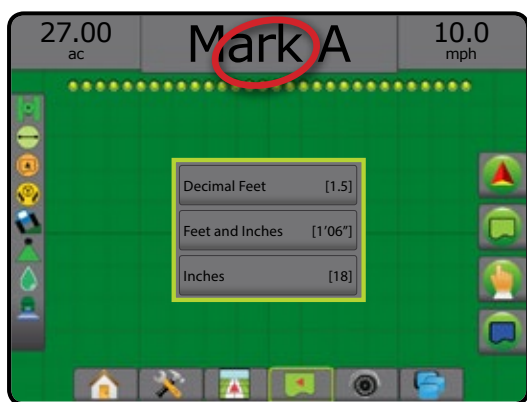 27.00
ac
Mark A
10.0
mph
Decimal Feet [1.5]
Feet and Inches [1'06"]
Inches [18]